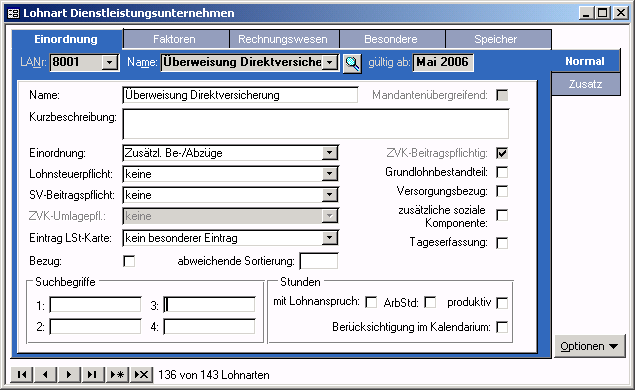 Lohnart Dienstleistungsunternehmen
Einordnung Faktoren Rechnungswesen Besondere Speicher
LANr: 8001 Name: Überweisung Direktversiche gültig ab: Mai 2006
Normal
Zusatz
Name: Überweisung Direktversicherung Mandantenübergreifend:
Kurzbeschreibung:
Einordnung: Zusätzl. Be-/Abzüge ZVK-Beitragspflichtig:
Lohnsteuerpflicht: keine Grundlohnbestandteil:
SV-Beitragspflicht: keine Versorgungsbezug:
ZVK-Umlagepfl.: keine zusätzliche soziale
Komponente:
Eintrag LSt-Karte: kein besonderer Eintrag Tageserfassung:
Bezug: abweichende Sortierung:
Suchbegriffe Stunden
1: 3: mit Lohnanspruch: ArbStd: produktiv
2: 4: Berücksichtigung im Kalendarium:
Optionen
136 von 143 Lohnarten